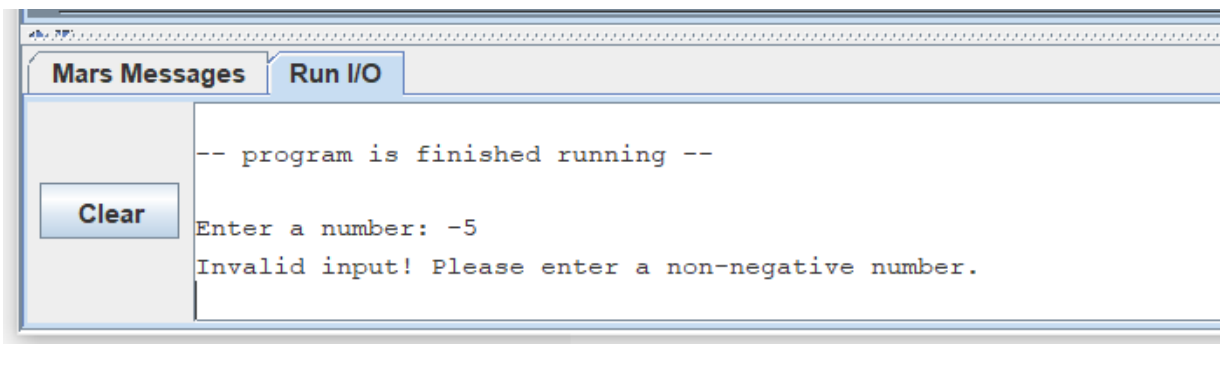 Mars Messages Run I/O
-- program is finished running --
Clear
Enter a number: -5
Invalid input! Please enter a non-negative number.